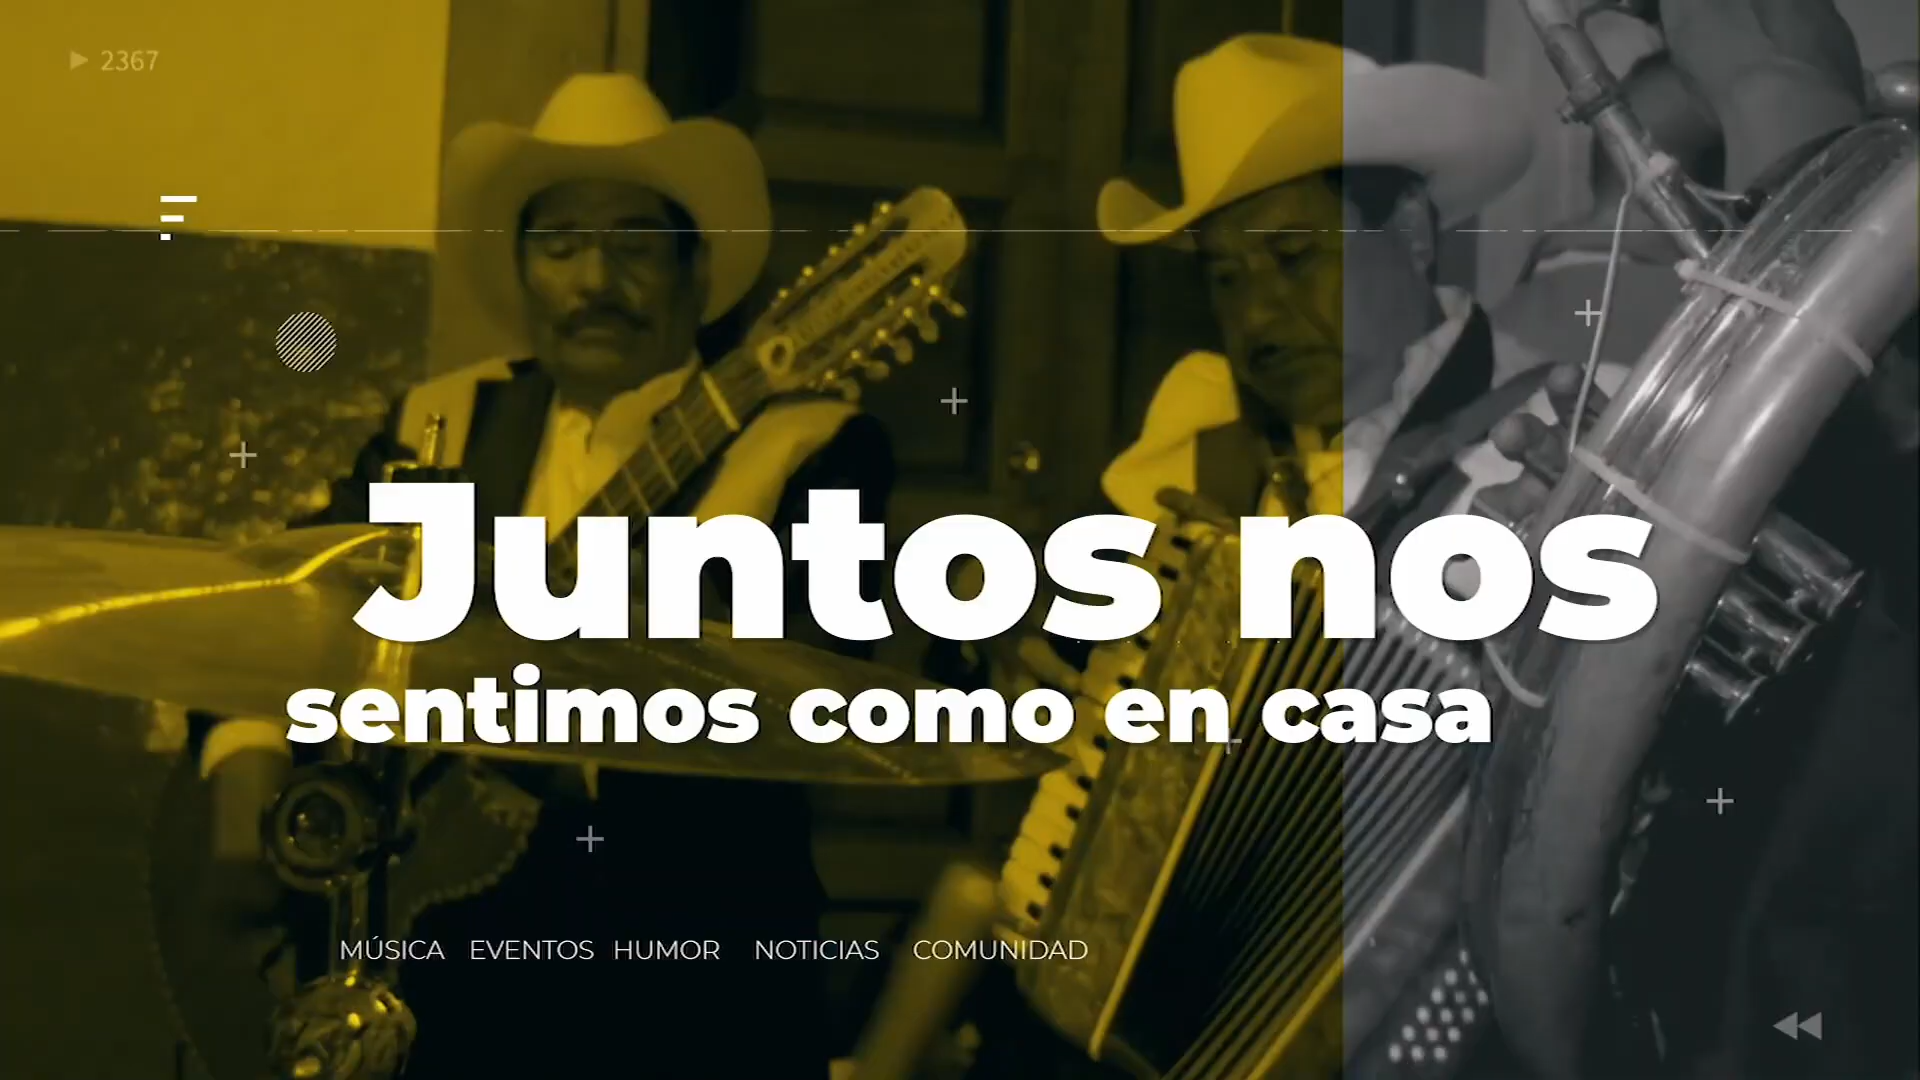 2367
Juntos nos
sentimos como en casa
MÚSICA EVENTOS HUMOR NOTICIAS COMUNIDAD